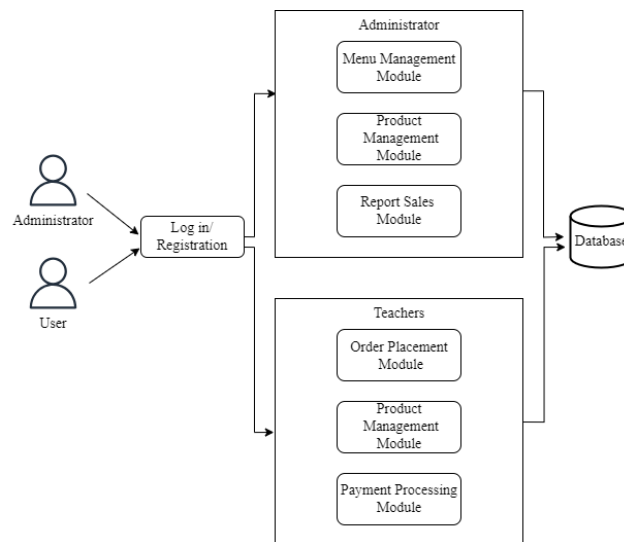 Administrator
Menu Management
Module
Product
Management
Module
Report Sales
Module
Administrator
Log in/
Registration
User
Database
Teachers
Order Placement
Module
Product
Management
Module
Payment Processing
Module